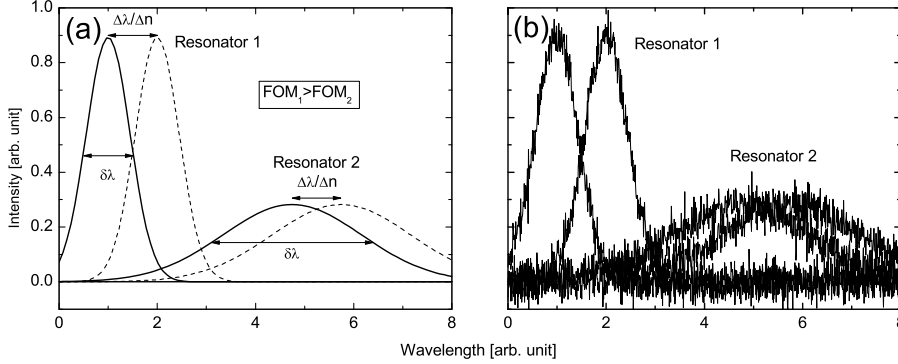 (a)
Δλ/Δn
Resonator 1
FOM₁>FOM₂
δλ
Resonator 2
Δλ/Δn
δλ
1.0
0.8
0.6
0.4
0.2
0.0
Intensity [arb. unit]
0 2 4 6 8
(b)
Resonator 1
Resonator 2
0 2 4 6 8
Wavelength [arb. unit]